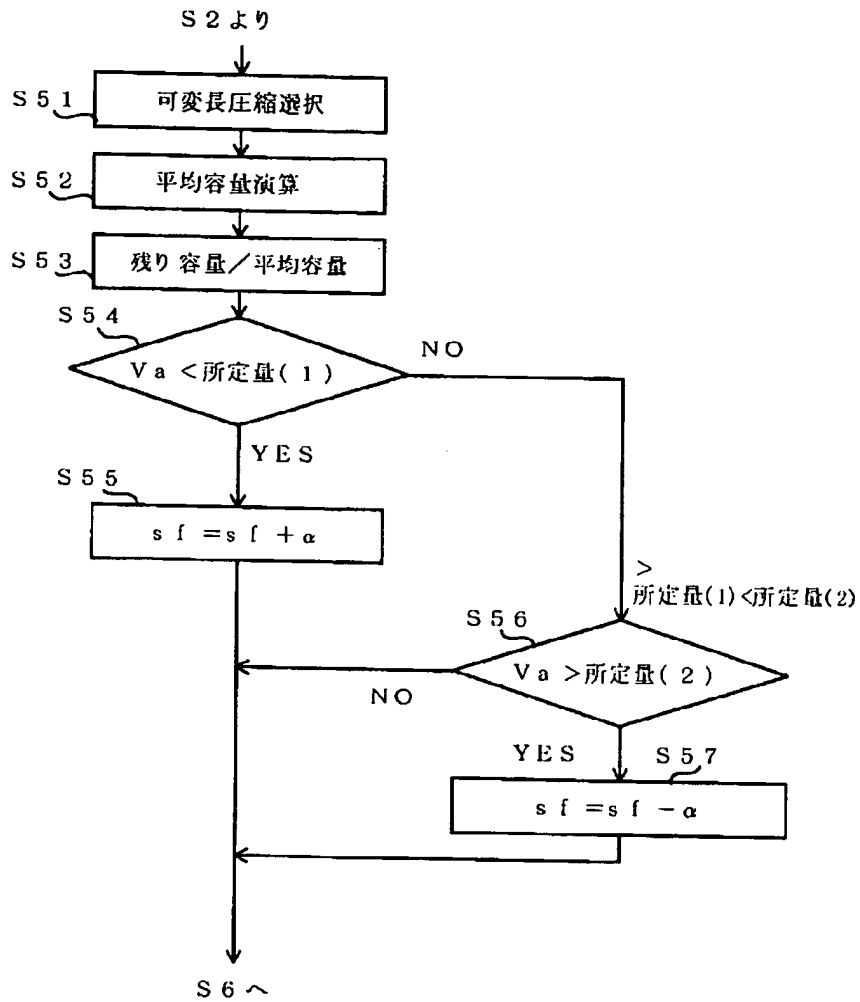 S2より
S51
可変長圧縮選択
S52
平均容量演算
S53
残り容量/平均容量
S54
Va<所定量(1)
NO
YES
S55
sf=sf+α
>
所定量(1)<所定量(2)
S56
Va>所定量(2)
NO
YES
S57
sf=sf-α
S6へ